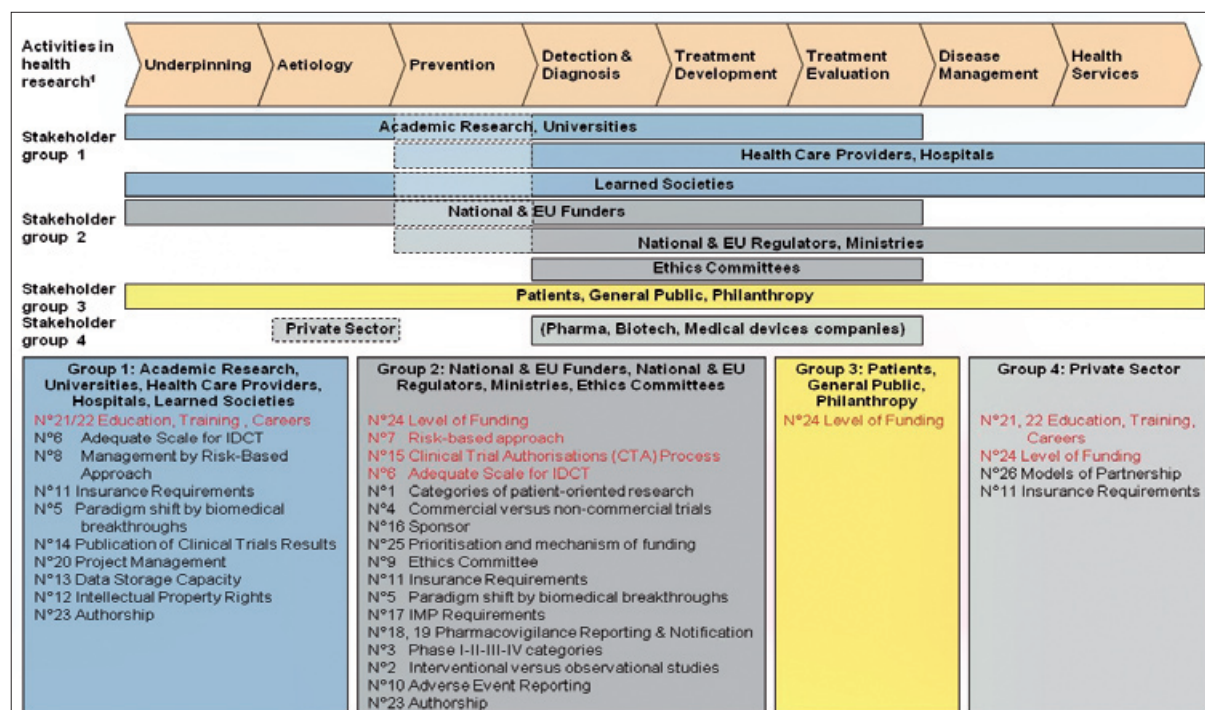 Activities in
health
research¹
Underpinning
Aetiology
Prevention
Detection &
Diagnosis
Treatment
Development
Treatment
Evaluation
Disease
Management
Health
Services
Stakeholder
group 1
Academic Research, Universities
Health Care Providers, Hospitals
Learned Societies
Stakeholder
group 2
National & EU Funders
National & EU Regulators, Ministries
Ethics Committees
Stakeholder
group 3
Patients, General Public, Philanthropy
Stakeholder
group 4
Private Sector
(Pharma, Biotech, Medical devices companies)
Group 1: Academic Research,
Universities, Health Care Providers,
Hospitals, Learned Societies
N°21/22 Education, Training , Careers
N°6 Adequate Scale for IDCT
N°8 Management by Risk-Based
Approach
N°11 Insurance Requirements
N°5 Paradigm shift by biomedical
breakthroughs
N°14 Publication of Clinical Trials Results
N°20 Project Management
N°13 Data Storage Capacity
N°12 Intellectual Property Rights
N°23 Authorship
Group 2: National & EU Funders, National & EU
Regulators, Ministries, Ethics Committees
N°24 Level of Funding
N°7 Risk-based approach
N°15 Clinical Trial Authorisations (CTA) Process
N°6 Adequate Scale for IDCT
N°1 Categories of patient-oriented research
N°4 Commercial versus non-commercial trials
N°16 Sponsor
N°25 Prioritisation and mechanism of funding
N°9 Ethics Committee
N°11 Insurance Requirements
N°5 Paradigm shift by biomedical breakthroughs
N°17 IMP Requirements
N°18, 19 Pharmacovigilance Reporting & Notification
N°3 Phase I-II-III-IV categories
N°2 Interventional versus observational studies
N°10 Adverse Event Reporting
N°23 Authorship
Group 3: Patients,
General Public,
Philanthropy
N°24 Level of Funding
Group 4: Private Sector
N°21, 22 Education, Training,
Careers
N°24 Level of Funding
N°26 Models of Partnership
N°11 Insurance Requirements